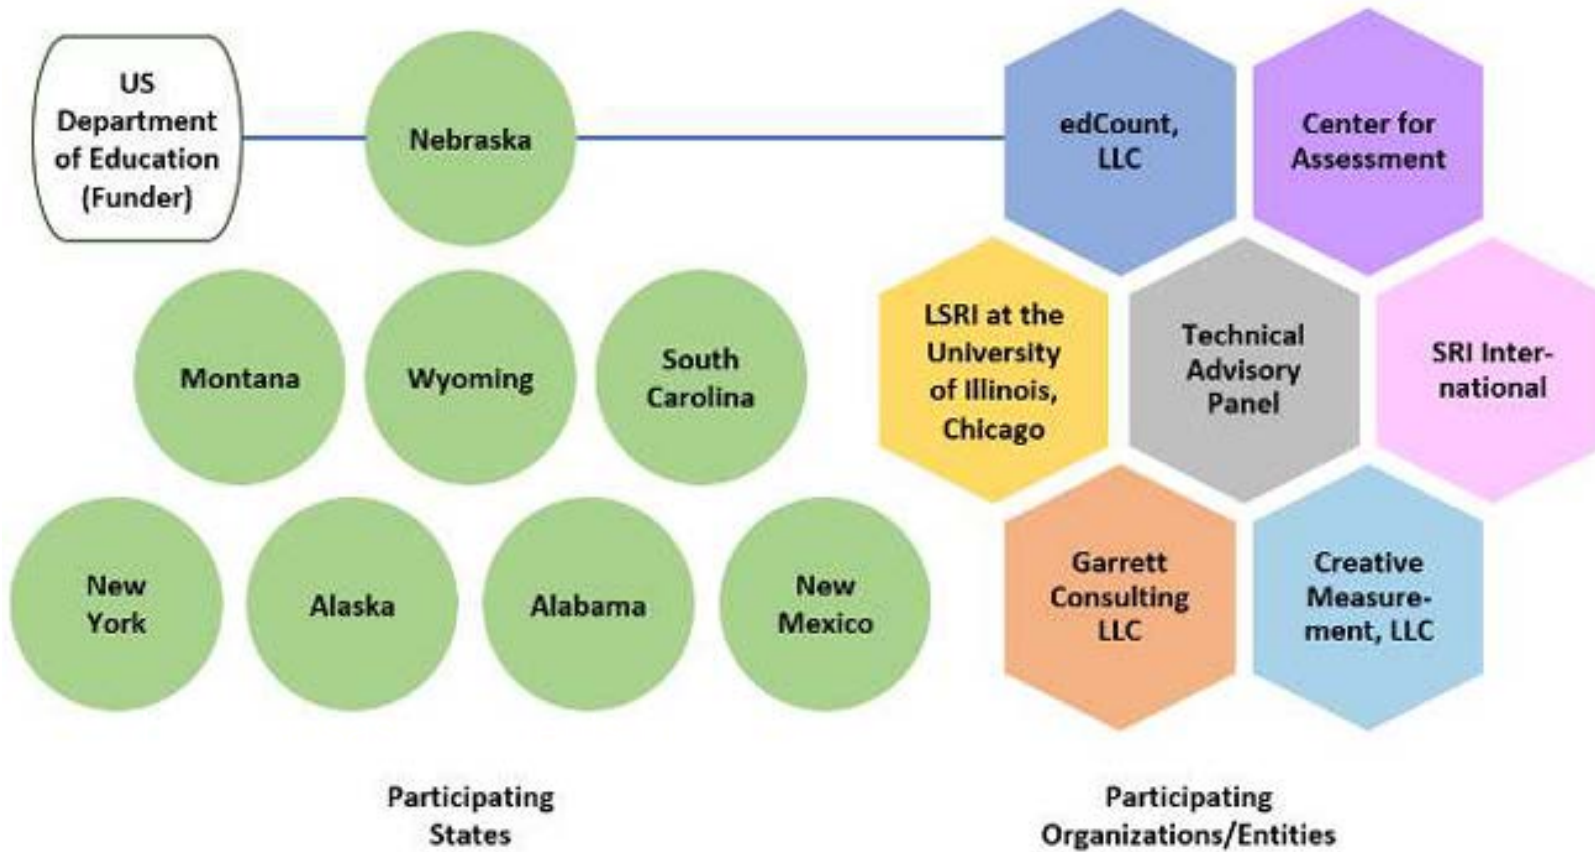 US
Department
of Education
(Funder)
Nebraska
edCount,
LLC
Center for
Assessment
Montana
Wyoming
South
Carolina
LSRI at the
University
of Illinois,
Chicago
Technical
Advisory
Panel
SRI Inter-
national
New
York
Alaska
Alabama
New
Mexico
Garrett
Consulting
LLC
Creative
Measure-
ment, LLC
Participating
States
Participating
Organizations/Entities